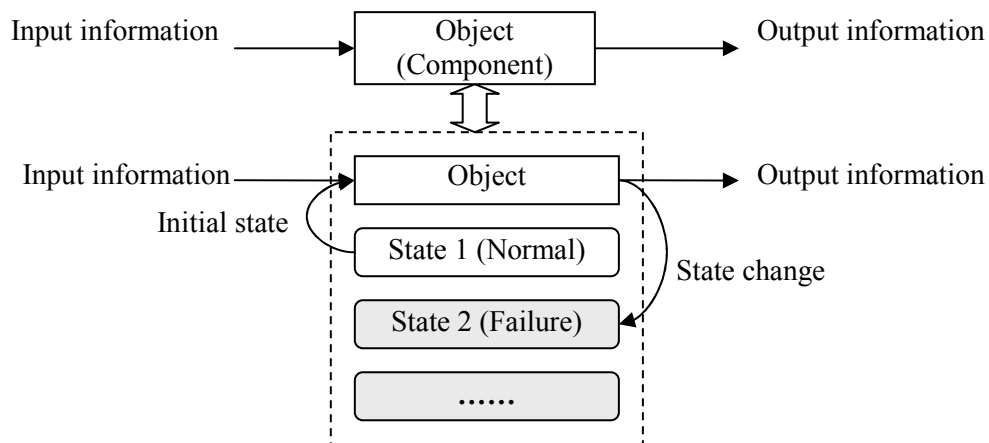 Input information
Object
(Component)
Output information
Input information
Object
Output information
Initial state
State 1 (Normal)
State change
State 2 (Failure)
......